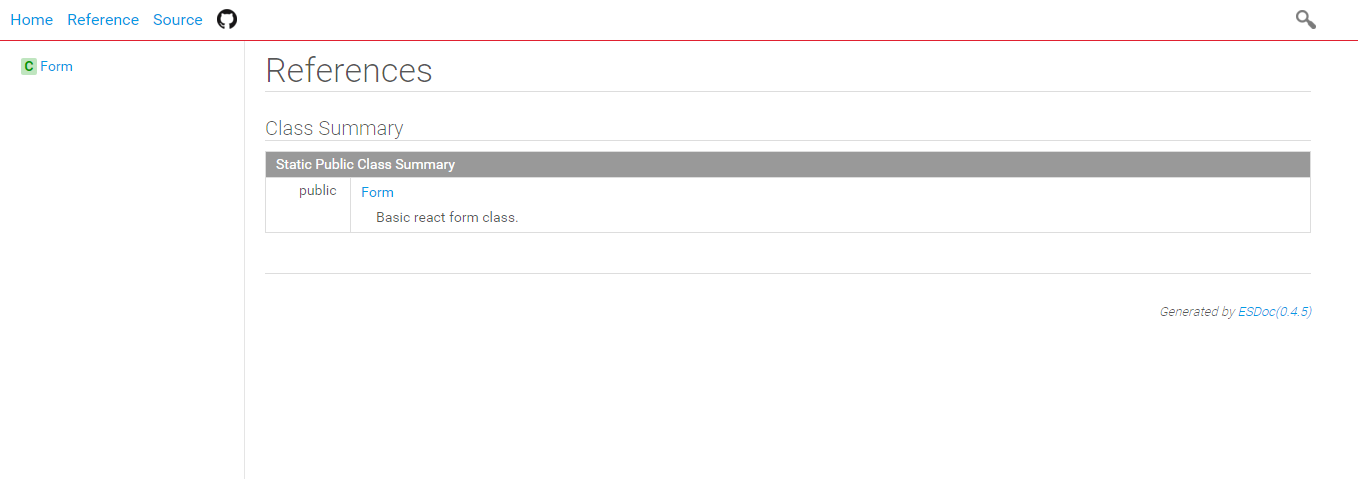 Home Reference Source
C Form
References
Class Summary
Static Public Class Summary
public Form
Basic react form class.
Generated by ESDoc(0.4.5)